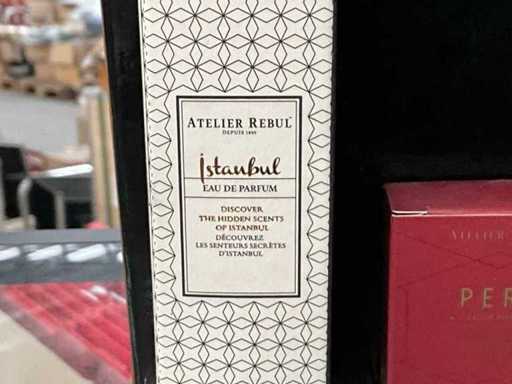 ATELIER REBUL
DEPUIS 1895
İstanbul
EAU DE PARFUM
DISCOVER
THE HIDDEN SCENTS
OF ISTANBUL
DÉCOUVREZ
LES SENTEURS SECRÈTES
D'ISTANBUL
ATELIER
PER